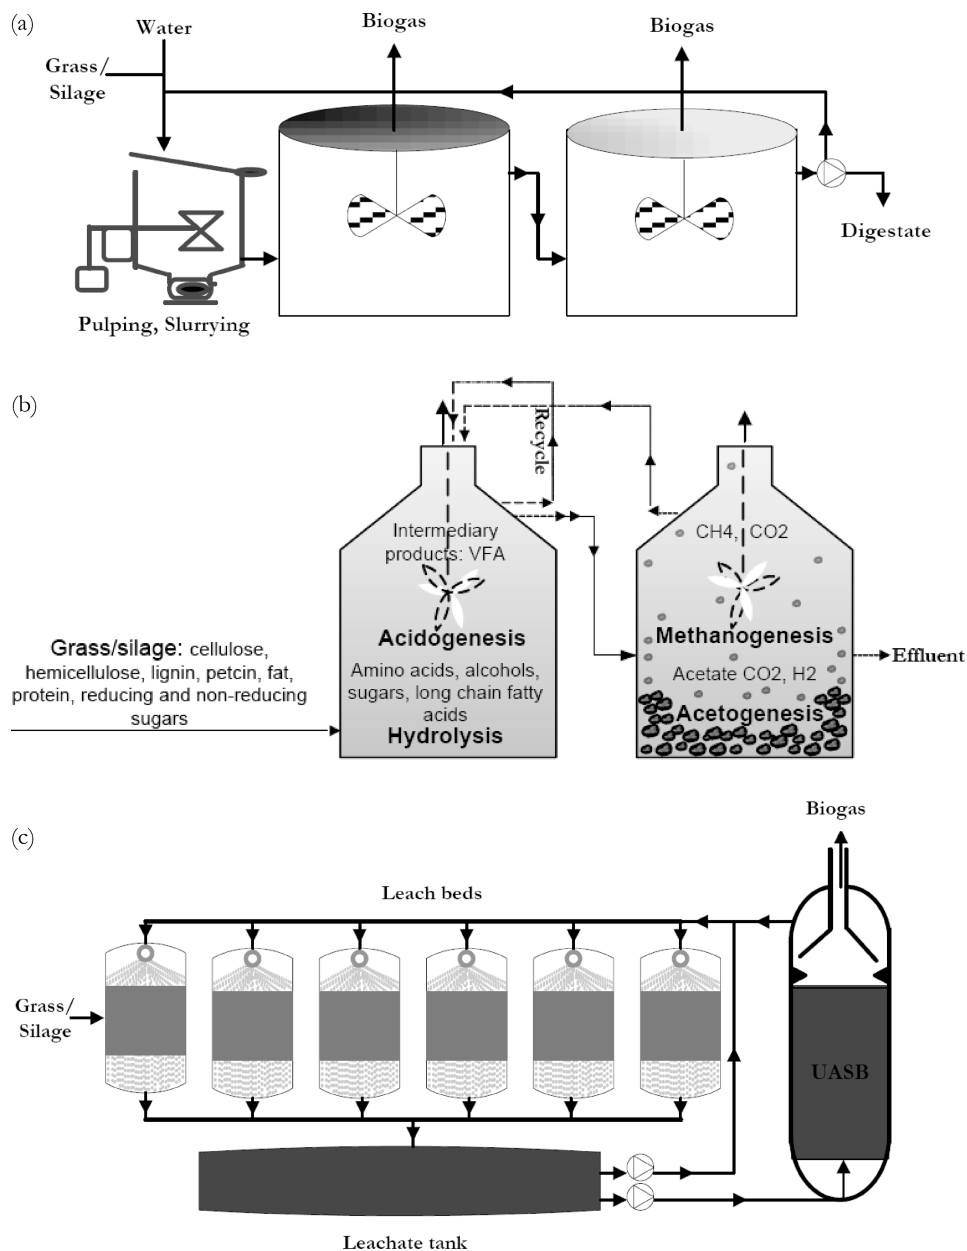 (a)
Water
Biogas
Biogas
Grass/
Silage
Digestate
Pulping, Slurrying
(b)
Recycle
Intermediary
products: VFA
CH4, CO2
Acidogenesis
Methanogenesis
Grass/silage: cellulose,
hemicellulose, lignin, petcin, fat,
protein, reducing and non-reducing
sugars
Amino acids, alcohols,
sugars, long chain fatty
acids
Hydrolysis
Acetate CO2, H2
Acetogenesis
Effluent
(c)
Biogas
Leach beds
Grass/
Silage
UASB
Leachate tank